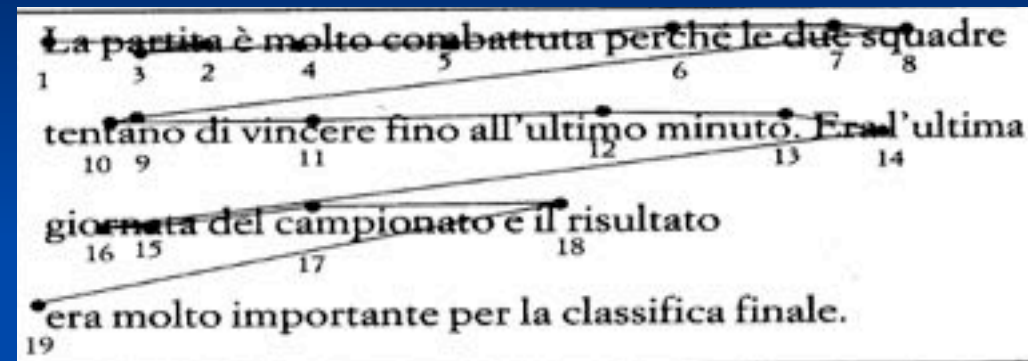 La partita è molto combattuta perché le due squadre
1 3 2 4 5 6 7 8
tentano di vincere fino all'ultimo minuto. Era l'ultima
10 9 11 12 13 14
giornata del campionato e il risultato
16 15 17 18
era molto importante per la classifica finale.
19